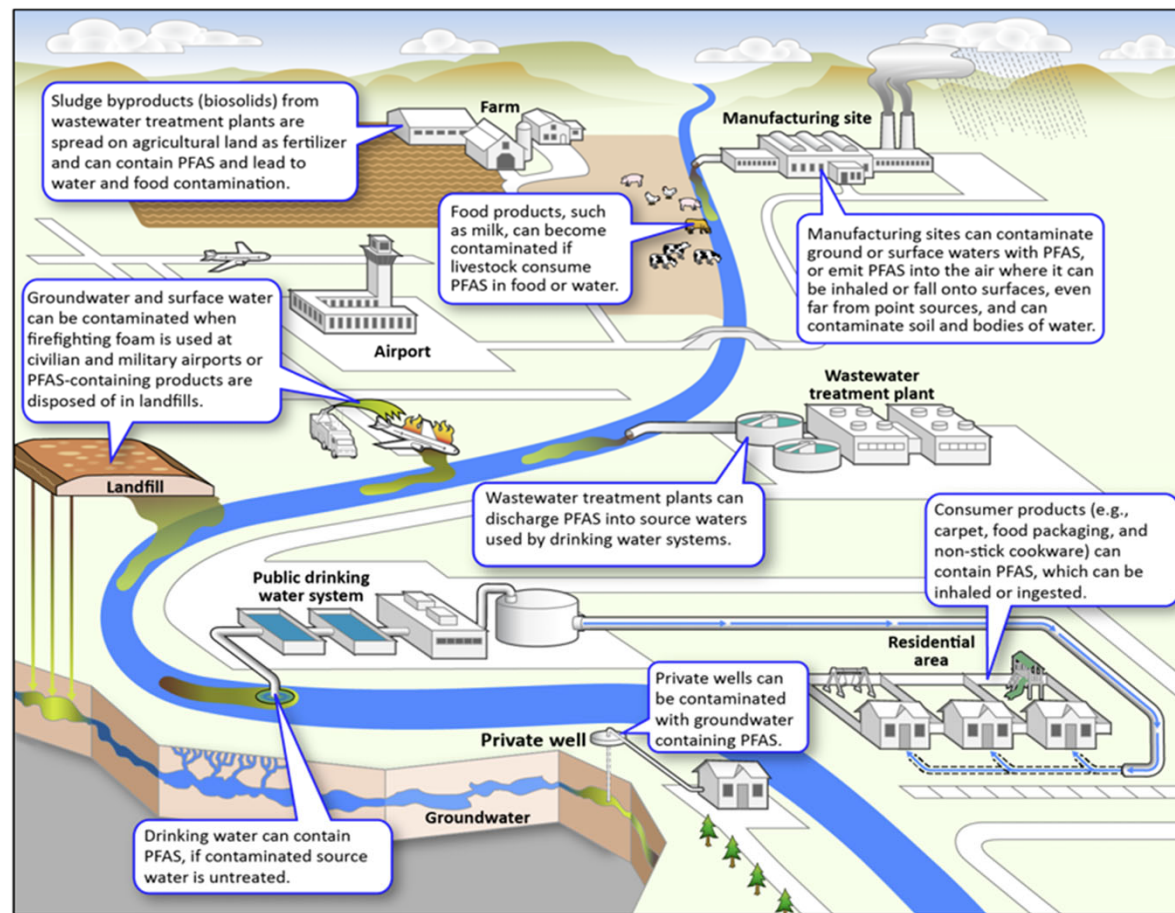 Sludge byproducts (biosolids) from
wastewater treatment plants are
spread on agricultural land as fertilizer
and can contain PFAS and lead to
water and food contamination.
Farm
Manufacturing site
Food products, such
as milk, can become
contaminated if
livestock consume
PFAS in food or water.
Manufacturing sites can contaminate
ground or surface waters with PFAS,
or emit PFAS into the air where it can
be inhaled or fall onto surfaces, even
far from point sources, and can
contaminate soil and bodies of water.
Groundwater and surface water
can be contaminated when
firefighting foam is used at
civilian and military airports or
PFAS-containing products are
disposed of in landfills.
Airport
Wastewater
treatment plant
Landfill
Wastewater treatment plants can
discharge PFAS into source waters
used by drinking water systems.
Consumer products (e.g.,
carpet, food packaging, and
non-stick cookware) can
contain PFAS, which can be
inhaled or ingested.
Public drinking
water system
Residential
area
Private wells can
be contaminated
with groundwater
containing PFAS.
Private well
Groundwater
Drinking water can contain
PFAS, if contaminated source
water is untreated.